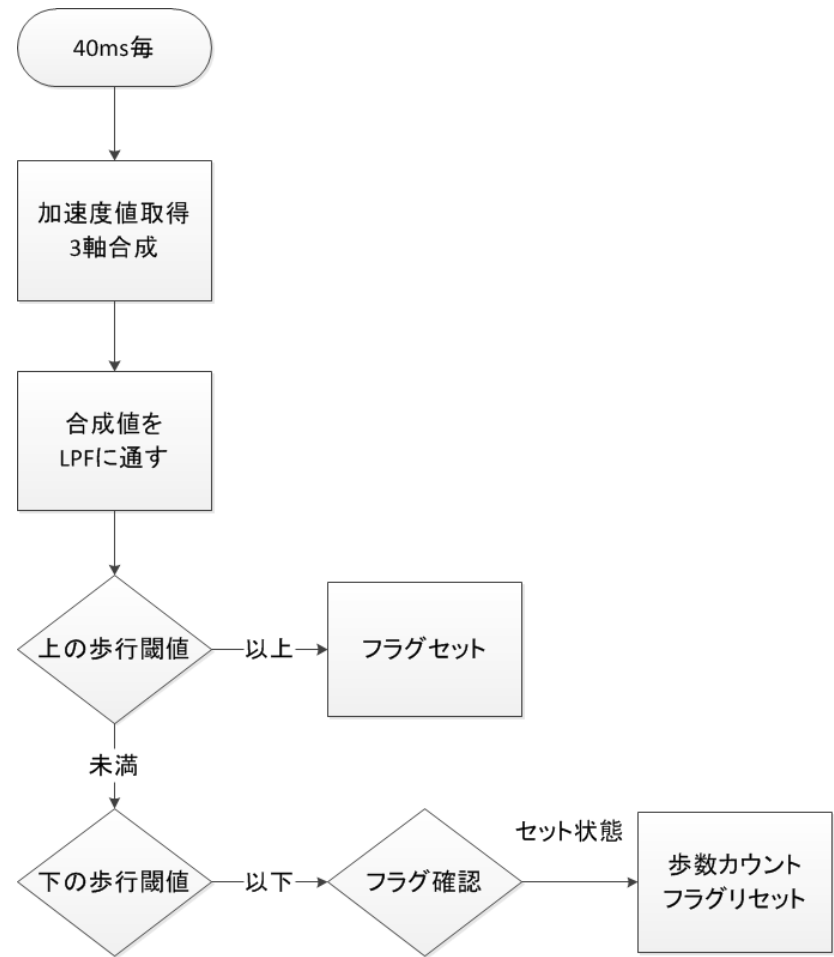 40ms毎
加速度値取得
3軸合成
合成値を
LPFに通す
上の歩行閾値
以上
フラグセット
未満
下の歩行閾値
以下
フラグ確認
セット状態
歩数カウント
フラグリセット